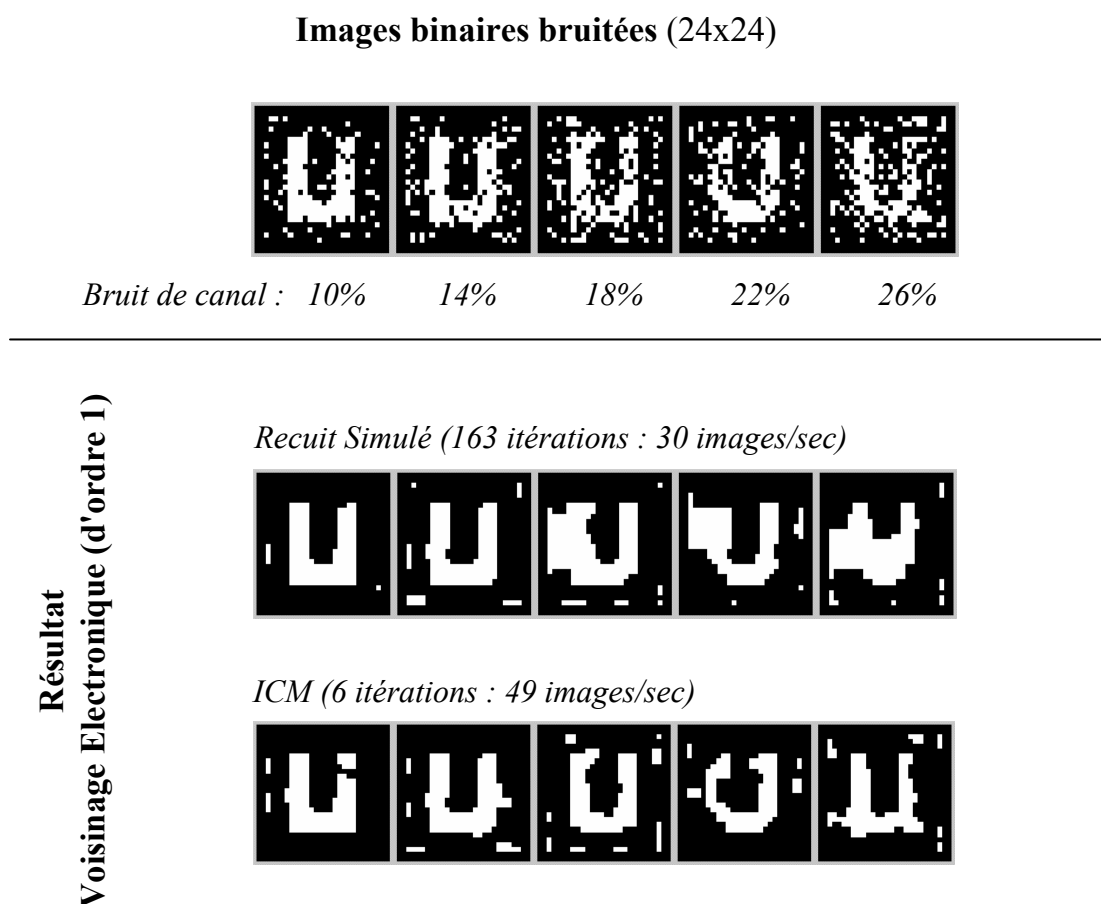 Images binaires bruitées (24x24)
Bruit de canal : 10% 14% 18% 22% 26%
Résultat
Voisinage Electronique (d'ordre 1)
Recuit Simulé (163 itérations : 30 images/sec)
ICM (6 itérations : 49 images/sec)